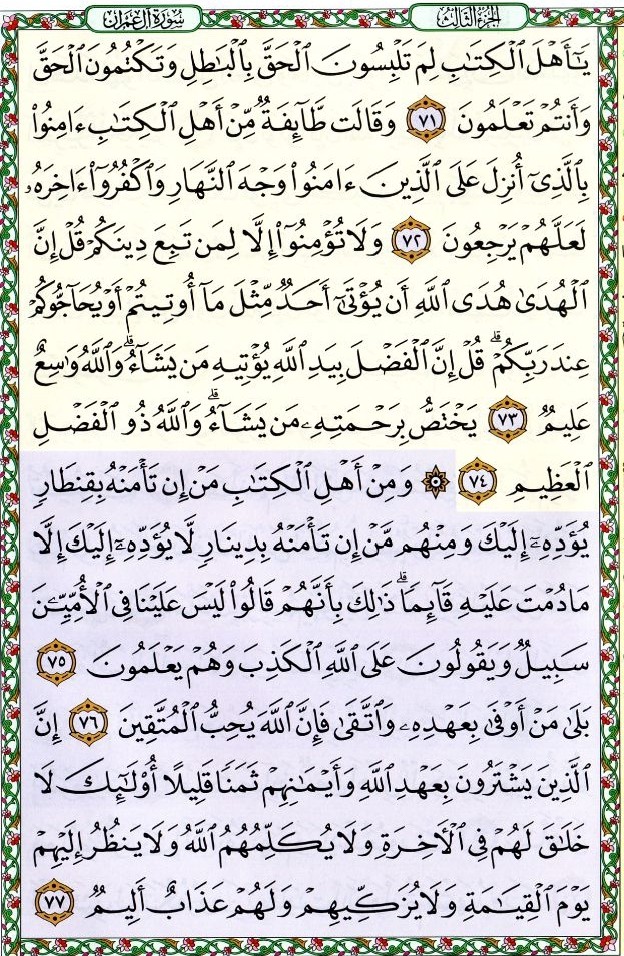 سورة آل عمران
الجزء الثالث
يَٰٓأَهْلَ ٱلْكِتَٰبِ لِمَ تَلْبِسُونَ ٱلْحَقَّ بِٱلْبَٰطِلِ وَتَكْتُمُونَ ٱلْحَقَّ
وَأَنتُمْ تَعْلَمُونَ ٧١ وَقَالَت طَّآئِفَةٌ مِّنْ أَهْلِ ٱلْكِتَٰبِ ءَامِنُوا۟
بِٱلَّذِىٓ أُنزِلَ عَلَى ٱلَّذِينَ ءَامَنُوا۟ وَجْهَ ٱلنَّهَارِ وَٱكْفُرُوٓا۟ ءَاخِرَهُۥ
لَعَلَّهُمْ يَرْجِعُونَ ٧٢ وَلَا تُؤْمِنُوٓا۟ إِلَّا لِمَن تَبِعَ دِينَكُمْ قُلْ إِنَّ
ٱلْهُدَىٰ هُدَى ٱللَّهِ أَن يُؤْتَىٰٓ أَحَدٌ مِّثْلَ مَآ أُوتِيتُمْ أَوْ يُحَآجُّوكُمْ
عِندَ رَبِّكُمْ ۗ قُلْ إِنَّ ٱلْفَضْلَ بِيَدِ ٱللَّهِ يُؤْتِيهِ مَن يَشَآءُ ۗ وَٱللَّهُ وَٰسِعٌ
عَلِيمٌ ٧٣ يَخْتَصُّ بِرَحْمَتِهِۦ مَن يَشَآءُ ۗ وَٱللَّهُ ذُو ٱلْفَضْلِ
ٱلْعَظِيمِ ٧٤ ۞ وَمِنْ أَهْلِ ٱلْكِتَٰبِ مَنْ إِن تَأْمَنْهُ بِقِنطَارٍ
يُؤَدِّهِۦٓ إِلَيْكَ وَمِنْهُم مَّنْ إِن تَأْمَنْهُ بِدِينَارٍ لَّا يُؤَدِّهِۦٓ إِلَيْكَ إِلَّا
مَا دُمْتَ عَلَيْهِ قَآئِمًا ۗ ذَٰلِكَ بِأَنَّهُمْ قَالُوا۟ لَيْسَ عَلَيْنَا فِى ٱلْأُمِّيِّـۧنَ
سَبِيلٌ وَيَقُولُونَ عَلَى ٱللَّهِ ٱلْكَذِبَ وَهُمْ يَعْلَمُونَ ٧٥
بَلَىٰ مَنْ أَوْفَىٰ بِعَهْدِهِۦ وَٱتَّقَىٰ فَإِنَّ ٱللَّهَ يُحِبُّ ٱلْمُتَّقِينَ ٧٦ إِنَّ
ٱلَّذِينَ يَشْتَرُونَ بِعَهْدِ ٱللَّهِ وَأَيْمَٰنِهِمْ ثَمَنًا قَلِيلًا أُو۟لَٰٓئِكَ لَا
خَلَٰقَ لَهُمْ فِى ٱلْءَاخِرَةِ وَلَا يُكَلِّمُهُمُ ٱللَّهُ وَلَا يَنظُرُ إِلَيْهِمْ
يَوْمَ ٱلْقِيَٰمَةِ وَلَا يُزَكِّيهِمْ وَلَهُمْ عَذَابٌ أَلِيمٌ ٧٧